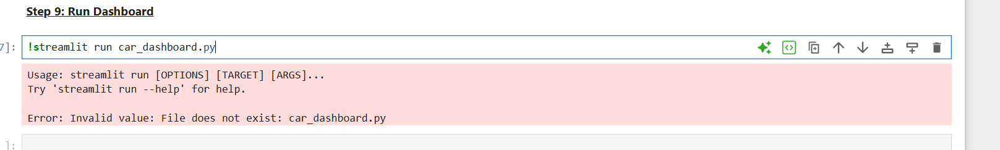 Step 9: Run Dashboard
7]: !streamlit run car_dashboard.py
Usage: streamlit run [OPTIONS] [TARGET] [ARGS]...
Try 'streamlit run --help' for help.
Error: Invalid value: File does not exist: car_dashboard.py
]: